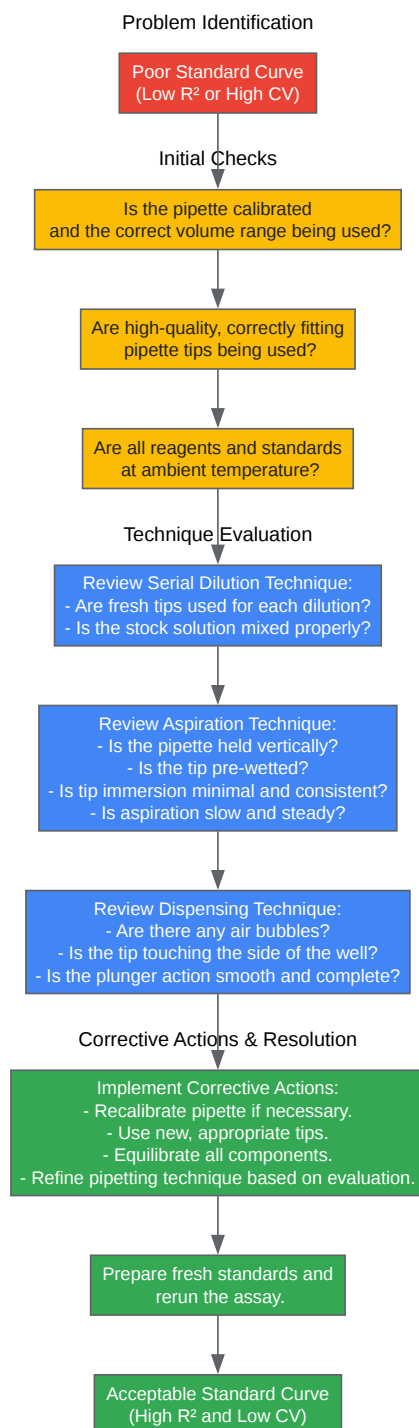 Problem Identification
Poor Standard Curve
(Low R² or High CV)
Initial Checks
Is the pipette calibrated
and the correct volume range being used?
Are high-quality, correctly fitting
pipette tips being used?
Are all reagents and standards
at ambient temperature?
Technique Evaluation
Review Serial Dilution Technique:
- Are fresh tips used for each dilution?
- Is the stock solution mixed properly?
Review Aspiration Technique:
- Is the pipette held vertically?
- Is the tip pre-wetted?
- Is tip immersion minimal and consistent?
- Is aspiration slow and steady?
Review Dispensing Technique:
- Are there any air bubbles?
- Is the tip touching the side of the well?
- Is the plunger action smooth and complete?
Corrective Actions & Resolution
Implement Corrective Actions:
- Recalibrate pipette if necessary.
- Use new, appropriate tips.
- Equilibrate all components.
- Refine pipetting technique based on evaluation.
Prepare fresh standards and
rerun the assay.
Acceptable Standard Curve
(High R² and Low CV)